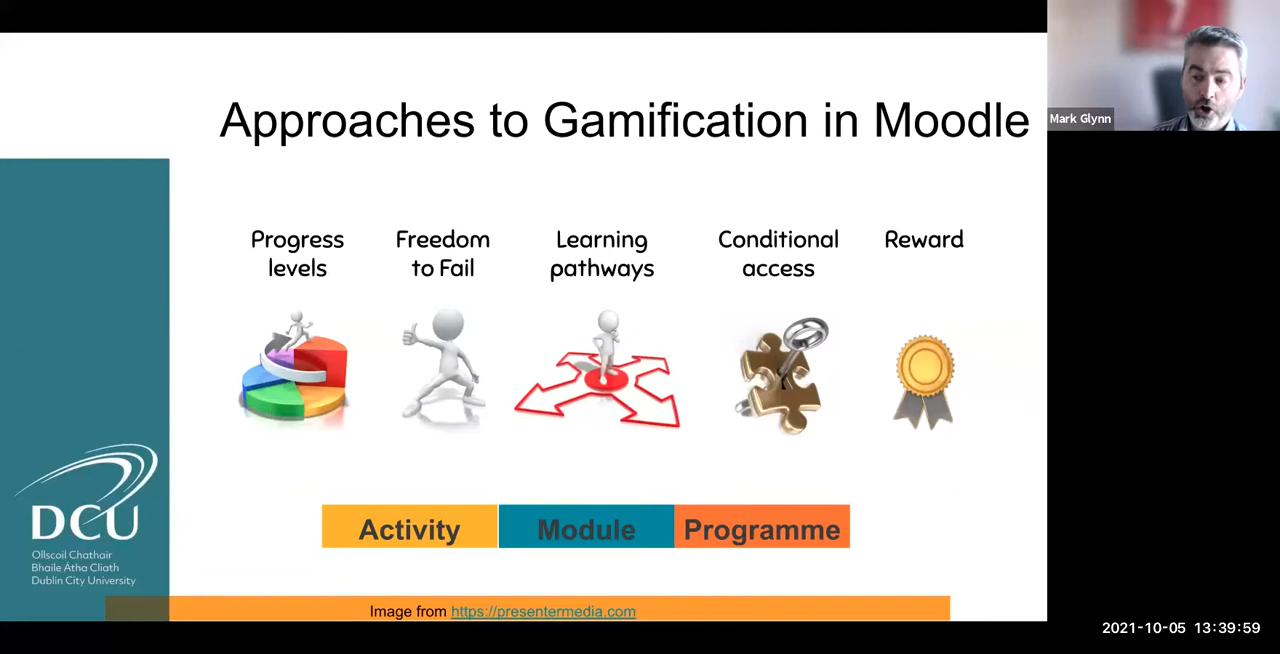 Approaches to Gamification in Moodle
Mark Glynn
Progress
levels
Freedom
to Fail
Learning
pathways
Conditional
access
Reward
Activity
Module
Programme
DCU
Ollscoil Chathair
Bhaile Átha Cliath
Dublin City University
Image from https://presentermedia.com
2021-10-05 13:39:59